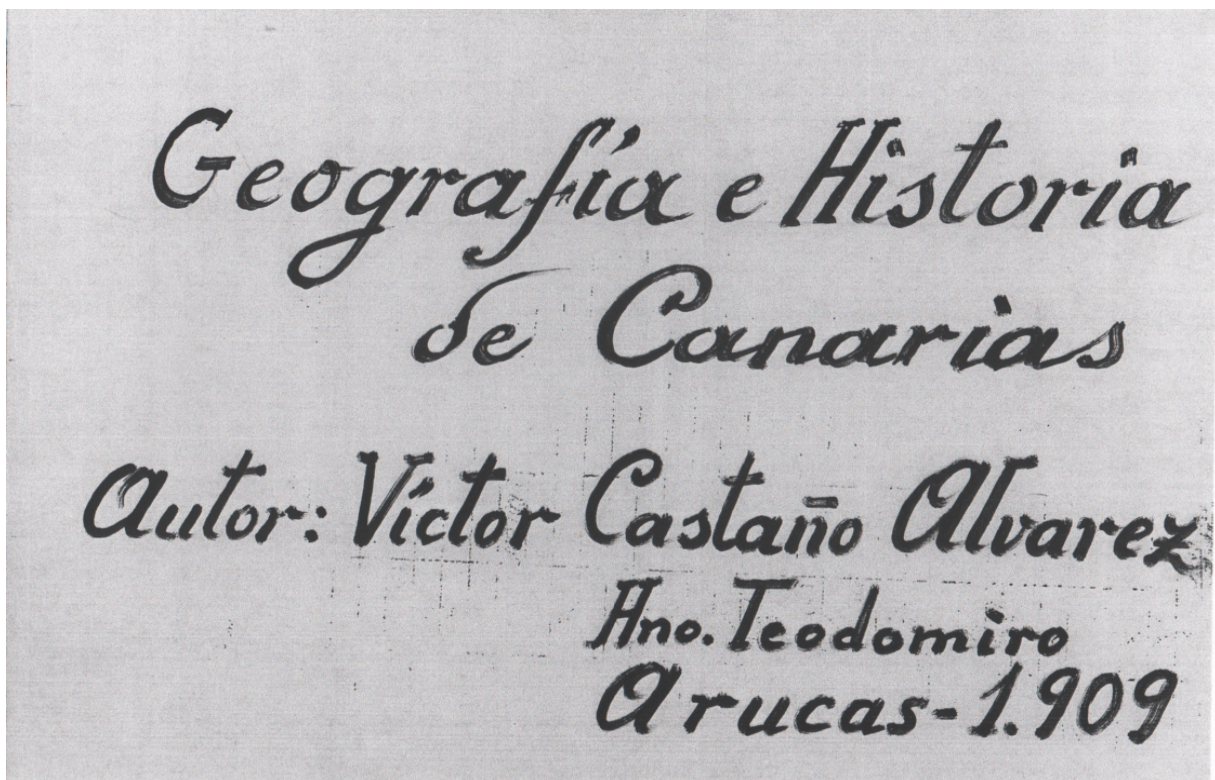 Geografía e Historia
de Canarias
Autor: Víctor Castaño Alvarez
Hno. Teodomiro
Arucas-1.909